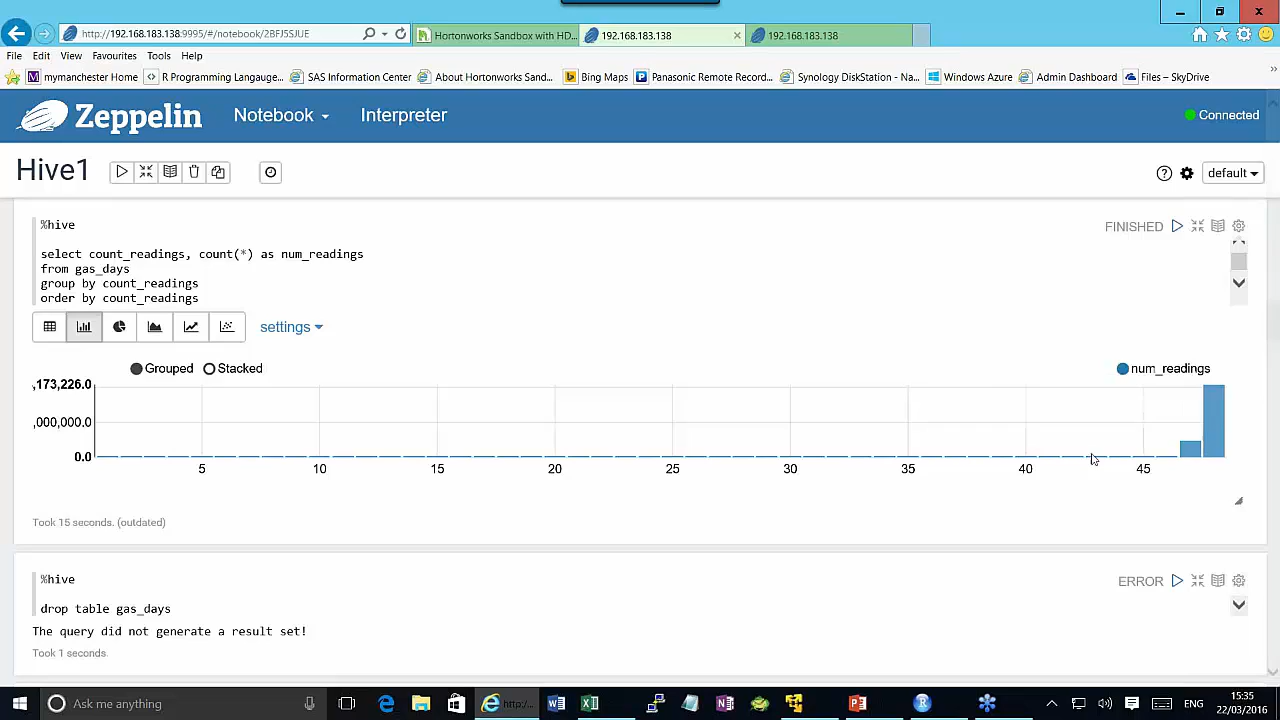 http://192.168.183.138:9995/#/notebook/2BFJ5SJUE
Hortonworks Sandbox with HD...
192.168.183.138
192.168.183.138
File Edit View Favourites Tools Help
mymanchester Home
R Programming Langauge...
SAS Information Center
About Hortonworks Sand...
Bing Maps
Panasonic Remote Record...
Synology DiskStation - Na...
Windows Azure
Admin Dashboard
Files – SkyDrive
Zeppelin
Notebook
Interpreter
Connected
Hive1
default
%hive
FINISHED
select count_readings, count(*) as num_readings
from gas_days
group by count_readings
order by count_readings
settings
Grouped
Stacked
num_readings
,173,226.0
,000,000.0
0.0
5 10 15 20 25 30 35 40 45
Took 15 seconds. (outdated)
%hive
ERROR
drop table gas_days
The query did not generate a result set!
Took 1 seconds.
Ask me anything
http:/...
ENG
15:35
22/03/2016